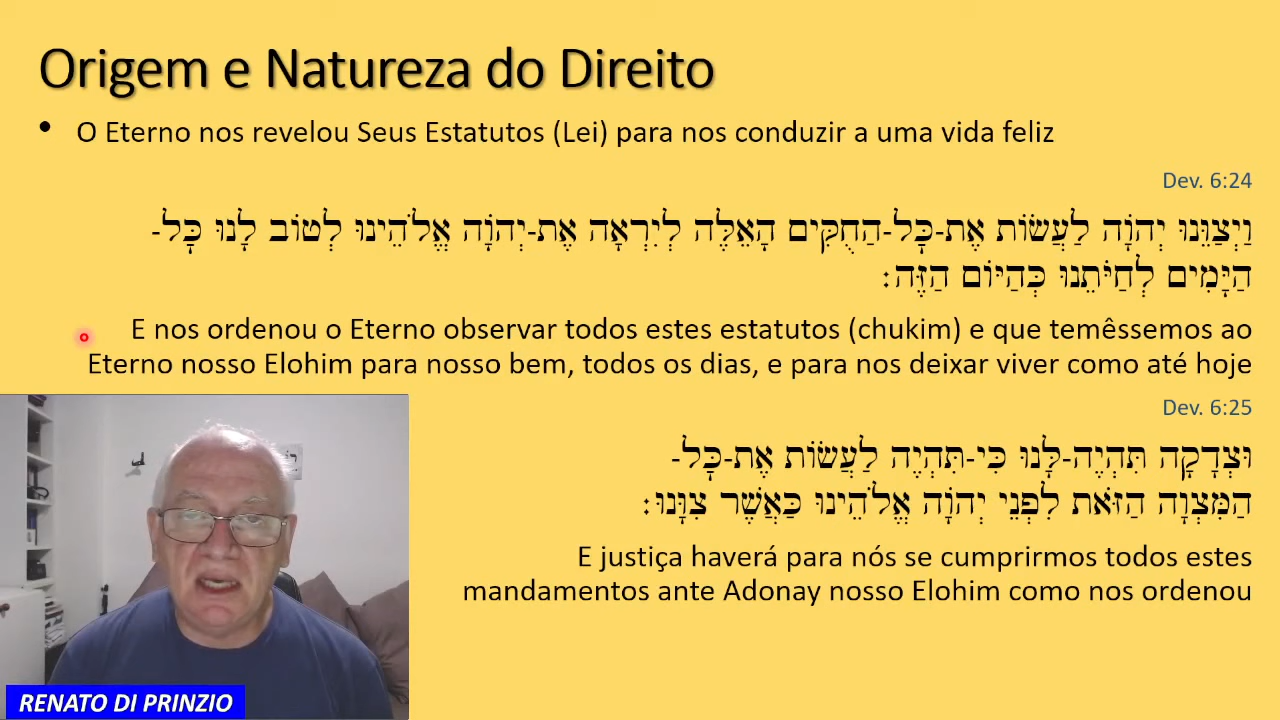 Origem e Natureza do Direito
• O Eterno nos revelou Seus Estatutos (Lei) para nos conduzir a uma vida feliz
Dev. 6:24
וַיְצַוֵּנוּ יְהוָֹה לַעֲשׂוֹת אֶת-כָּל-הַחֻקִּים הָאֵלֶּה לְיִרְאָה אֶת-יְהוָֹה אֱלֹהֵינוּ לְטוֹב לָנוּ כָּל-
הַיָּמִים לְחַיֹּתֵנוּ כְּהַיּוֹם הַזֶּה:
E nos ordenou o Eterno observar todos estes estatutos (chukim) e que temêssemos ao
Eterno nosso Elohim para nosso bem, todos os dias, e para nos deixar viver como até hoje
Dev. 6:25
וּצְדָקָה תִּהְיֶה-לָּנוּ כִּי-תִּהְיֶה לַעֲשׂוֹת אֶת-כָּל-
הַמִּצְוָה הַזֹּאת לִפְנֵי יְהוָֹה אֱלֹהֵינוּ כַּאֲשֶׁר צִוָּנוּ:
E justiça haverá para nós se cumprirmos todos estes
mandamentos ante Adonay nosso Elohim como nos ordenou
RENATO DI PRINZIO